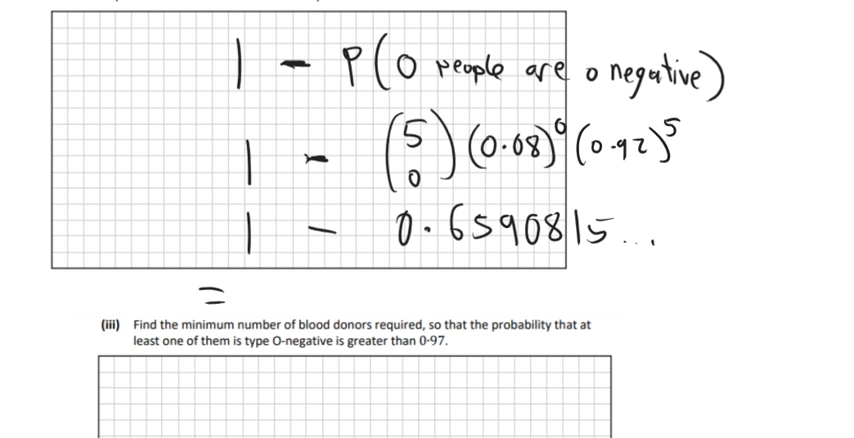 1 - P(0 people are o negative)
1 - (5 0) (0.08)^0 (0.92)^5
1 - 0.6590815...
=
(iii) Find the minimum number of blood donors required, so that the probability that at
least one of them is type O-negative is greater than 0·97.